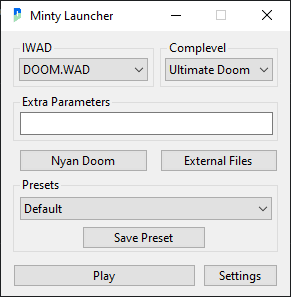 Minty Launcher
IWAD
Complevel
DOOM.WAD
Ultimate Doom
Extra Parameters
Nyan Doom
External Files
Presets
Default
Save Preset
Play
Settings